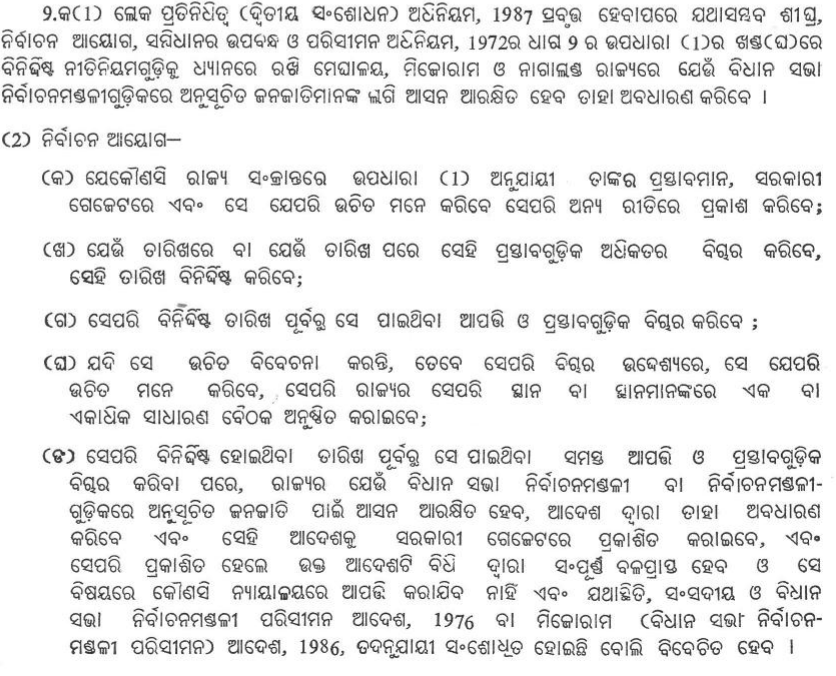 9.କ(1) ଲୋକ ପ୍ରତିନିଧିତ୍ୱ (ଦ୍ୱିତୀୟ ସଂଶୋଧନ) ଅଧିନିୟମ, 1987 ପ୍ରବୃତ୍ତ ହେବାପରେ ଯଥାସମ୍ଭବ ଶୀଘ୍ର,
ନିର୍ବାଚନ ଆୟୋଗ, ସମ୍ବିଧାନର ଉପବନ୍ଧ ଓ ପରିସୀମନ ଅଧିନିୟମ, 1972ର ଧାରା 9 ର ଉପଧାରା (1)ର ଖଣ୍ଡ(ଘ)ରେ
ବିନିର୍ଦ୍ଦିଷ୍ଟ ନୀତିନିୟମଗୁଡ଼ିକୁ ଧ୍ୟାନରେ ରଖି ମେଘାଳୟ, ମିଜୋରାମ ଓ ନାଗାଲଣ୍ଡ ରାଜ୍ୟରେ ଯେଉଁ ବିଧାନ ସଭା
ନିର୍ବାଚନମଣ୍ଡଳୀଗୁଡ଼ିକରେ ଅନୁସୂଚିତ ଜନଜାତିମାନଙ୍କ ଲାଗି ଆସନ ଆରକ୍ଷିତ ହେବ ତାହା ଅବଧାରଣ କରିବେ ।
(2) ନିର୍ବାଚନ ଆୟୋଗ—
(କ) ଯେକୌଣସି ରାଜ୍ୟ ସଂକ୍ରାନ୍ତରେ ଉପଧାରା (1) ଅନୁଯାୟୀ ତାଙ୍କର ପ୍ରସ୍ତାବମାନ, ସରକାରୀ
ଗେଜେଟରେ ଏବଂ ସେ ଯେପରି ଉଚିତ ମନେ କରିବେ ସେପରି ଅନ୍ୟ ରୀତିରେ ପ୍ରକାଶ କରିବେ;
(ଖ) ଯେଉଁ ତାରିଖରେ ବା ଯେଉଁ ତାରିଖ ପରେ ସେହି ପ୍ରସ୍ତାବଗୁଡ଼ିକ ଅଧିକତର ବିଚାର କରିବେ,
ସେହି ତାରିଖ ବିନିର୍ଦ୍ଦିଷ୍ଟ କରିବେ;
(ଗ) ସେପରି ବିନିର୍ଦ୍ଦିଷ୍ଟ ତାରିଖ ପୂର୍ବରୁ ସେ ପାଇଥିବା ଆପତ୍ତି ଓ ପ୍ରସ୍ତାବଗୁଡ଼ିକ ବିଚାର କରିବେ ;
(ଘ) ଯଦି ସେ ଉଚିତ ବିବେଚନା କରନ୍ତି, ତେବେ ସେପରି ବିଚାର ଉଦ୍ଦେଶ୍ୟରେ, ସେ ଯେପରି
ଉଚିତ ମନେ କରିବେ, ସେପରି ରାଜ୍ୟର ସେପରି ସ୍ଥାନ ବା ସ୍ଥାନମାନଙ୍କରେ ଏକ ବା
ଏକାଧିକ ସାଧାରଣ ବୈଠକ ଅନୁଷ୍ଠିତ କରାଇବେ;
(ଙ) ସେପରି ବିନିର୍ଦ୍ଦିଷ୍ଟ ହୋଇଥିବା ତାରିଖ ପୂର୍ବରୁ ସେ ପାଇଥିବା ସମସ୍ତ ଆପତ୍ତି ଓ ପ୍ରସ୍ତାବଗୁଡ଼ିକ
ବିଚାର କରିବା ପରେ, ରାଜ୍ୟର ଯେଉଁ ବିଧାନ ସଭା ନିର୍ବାଚନମଣ୍ଡଳୀ ବା ନିର୍ବାଚନମଣ୍ଡଳୀ-
ଗୁଡ଼ିକରେ ଅନୁସୂଚିତ ଜନଜାତି ପାଇଁ ଆସନ ଆରକ୍ଷିତ ହେବ, ଆଦେଶ ଦ୍ୱାରା ତାହା ଅବଧାରଣ
କରିବେ ଏବଂ ସେହି ଆଦେଶକୁ ସରକାରୀ ଗେଜେଟରେ ପ୍ରକାଶିତ କରାଇବେ, ଏବଂ
ସେପରି ପ୍ରକାଶିତ ହେଲେ ଉକ୍ତ ଆଦେଶଟି ବିଧି ଦ୍ୱାରା ସଂପୂର୍ଣ୍ଣ ବଳପ୍ରାପ୍ତ ହେବ ଓ ସେ
ବିଷୟରେ କୌଣସି ନ୍ୟାୟାଳୟରେ ଆପତ୍ତି କରାଯିବ ନାହିଁ ଏବଂ ଯଥାସ୍ଥିତି, ସଂସଦୀୟ ଓ ବିଧାନ
ସଭା ନିର୍ବାଚନମଣ୍ଡଳୀ ପରିସୀମନ ଆଦେଶ, 1976 ବା ମିଜୋରାମ (ବିଧାନ ସଭା ନିର୍ବାଚନ-
ମଣ୍ଡଳୀ ପରିସୀମନ) ଆଦେଶ, 1986, ତଦନୁଯାୟୀ ସଂଶୋଧିତ ହୋଇଛି ବୋଲି ବିବେଚିତ ହେବ ।